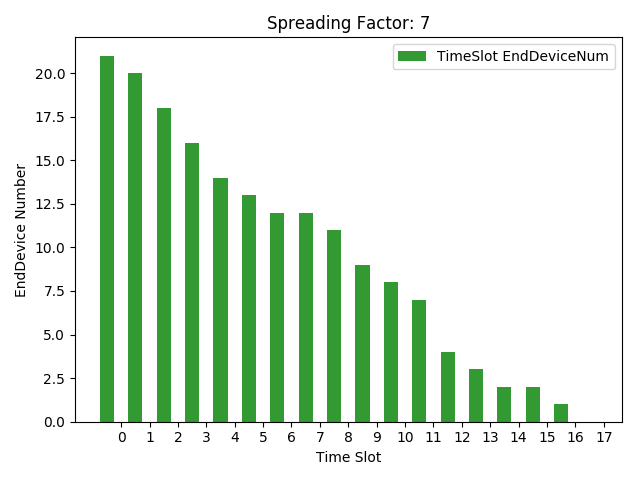 Spreading Factor: 7
TimeSlot EndDeviceNum
EndDevice Number
20.0
17.5
15.0
12.5
10.0
7.5
5.0
2.5
0.0
0 1 2 3 4 5 6 7 8 9 10 11 12 13 14 15 16 17
Time Slot